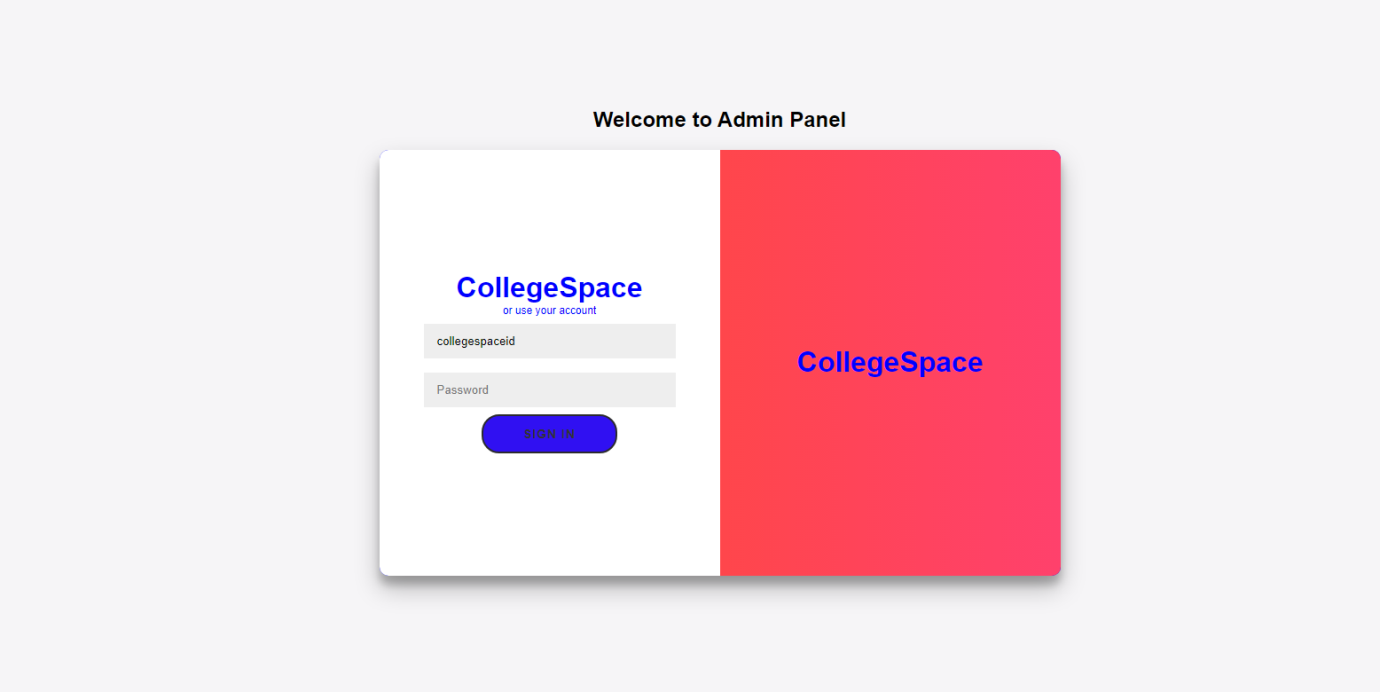 Welcome to Admin Panel
CollegeSpace
or use your account
collegespaceid
Password
SIGN IN
CollegeSpace